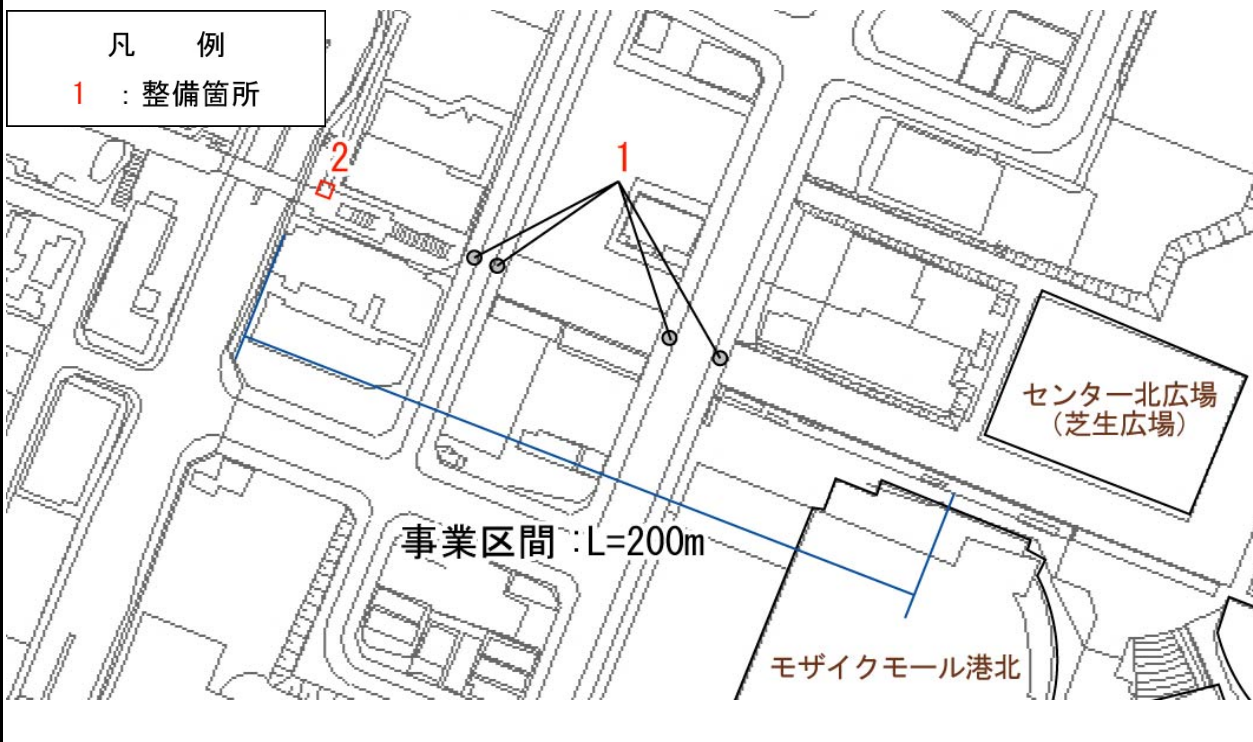 凡 例
1 : 整備箇所
2
1
センター北広場
(芝生広場)
事業区間:L=200m
モザイクモール港北